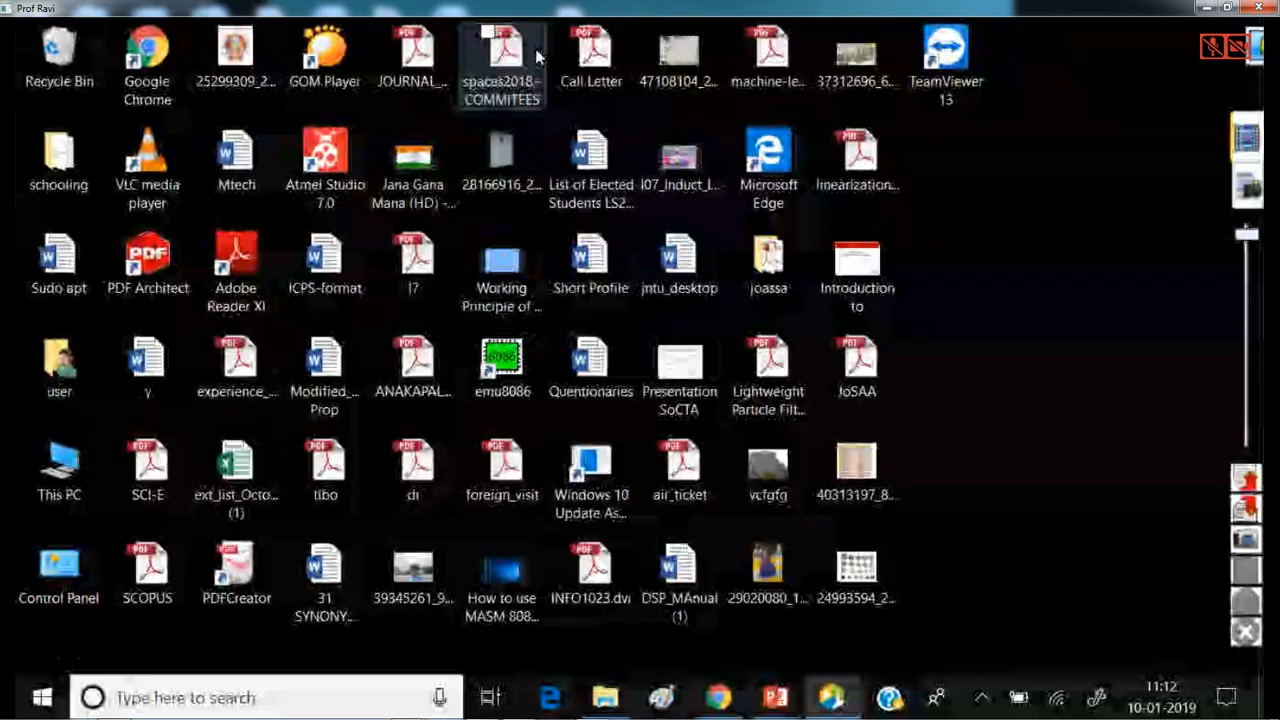 Prof Ravi
Recycle Bin
Google
Chrome
25299309_2...
GOM Player
JOURNAL_...
spaces2018 -
COMMITEES
Call Letter
47108104_2...
machine-le...
37312696_6...
TeamViewer
13
schooling
VLC media
player
Mtech
Atmel Studio
7.0
Jana Gana
Mana (HD) -...
28166916_2...
List of Elected
Students LS2...
l07_Induct_l...
Microsoft
Edge
linearization...
Sudo apt
PDF Architect
Adobe
Reader XI
ICPS-format
Working
Principle of ...
Short Profile
jntu_desktop
joassa
Introduction
to
user
γ
experience_...
Modified_...
Prop
ANAKAPAL...
8086
emu8086
Quentionaries
Presentation
SoCTA
Lightweight
Particle Filt...
JoSAA
This PC
SCI-E
ext_list_Octo...
(1)
tibo
foreign_visit
Windows 10
Update As...
air_ticket
vcfgfg
40313197_8...
Control Panel
SCOPUS
PDFCreator
31
SYNONY...
39345261_9...
How to use
MASM 808...
INFO1023.dvi
DSP_MAnual
(1)
29020080_1...
24993594_2...
Type here to search
11:12
10-01-2019